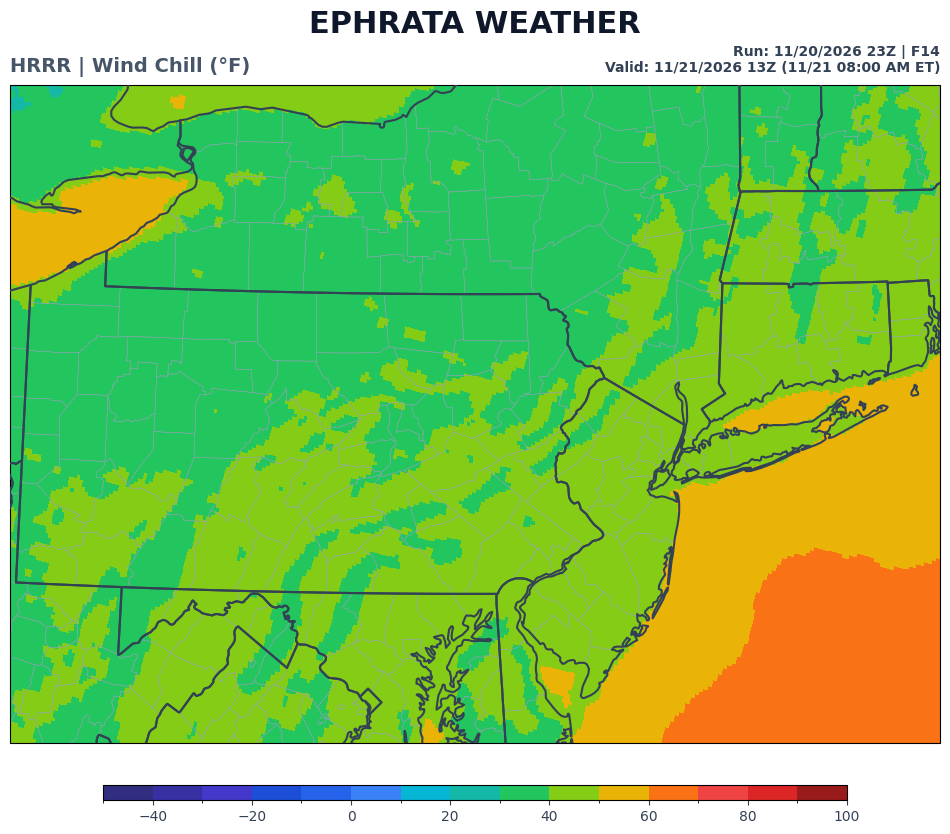 EPHRATA WEATHER
HRRR | Wind Chill (°F)
Run: 11/20/2026 23Z | F14
Valid: 11/21/2026 13Z (11/21 08:00 AM ET)
−40 −20 0 20 40 60 80 100